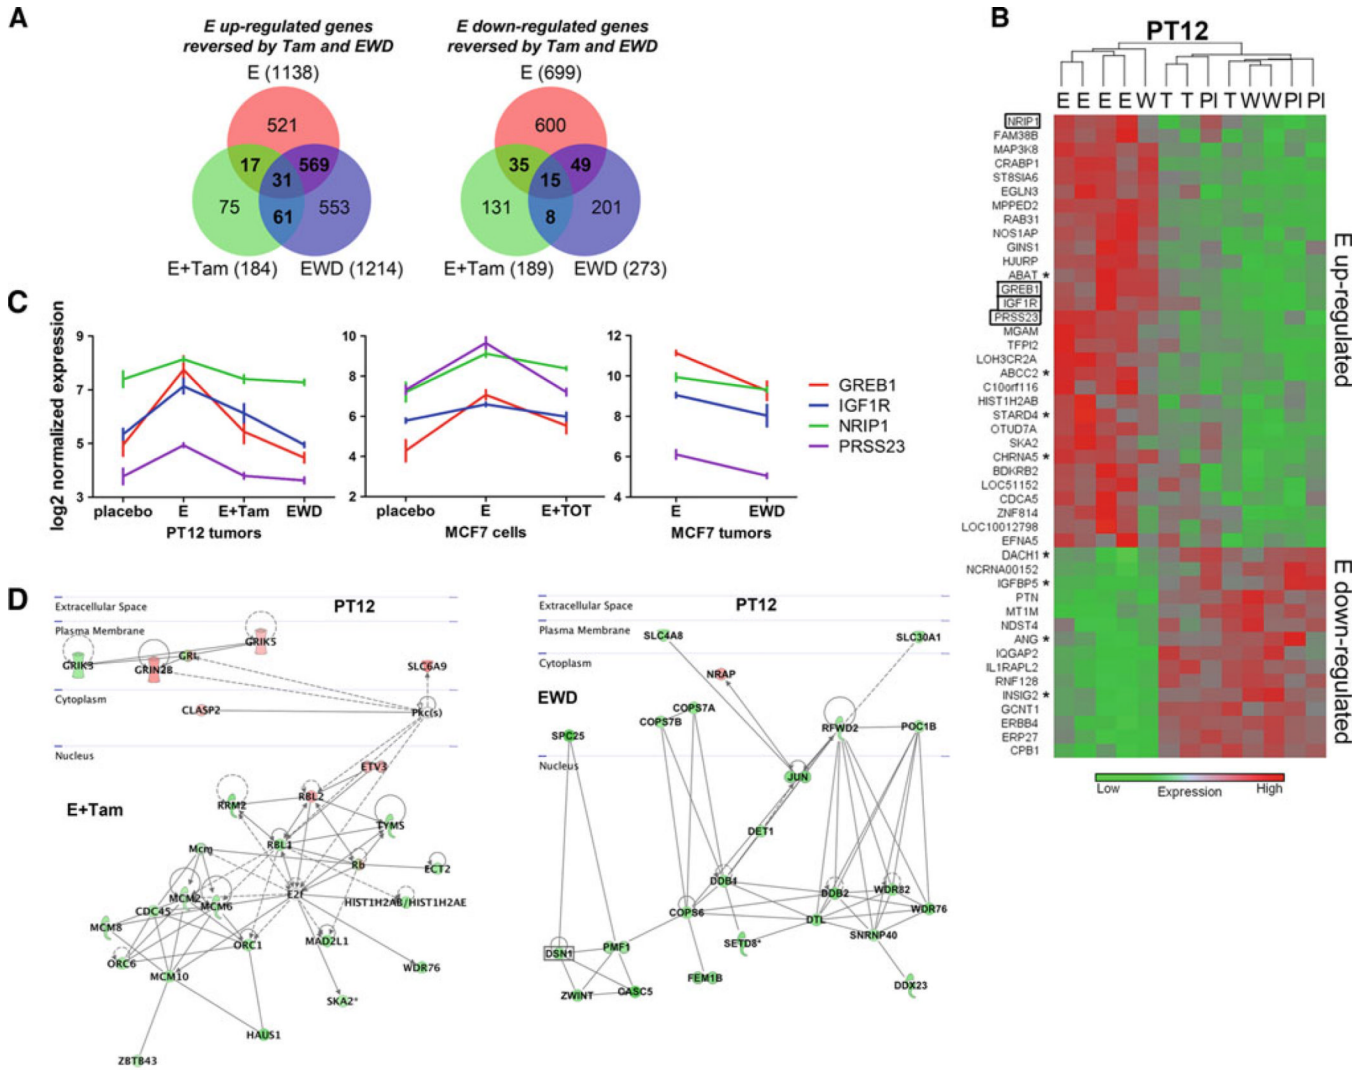 A
E up-regulated genes
reversed by Tam and EWD
E (1138)
521
17
569
31
75
61
553
E+Tam (184)
EWD (1214)
E down-regulated genes
reversed by Tam and EWD
E (699)
600
35
49
15
131
8
201
E+Tam (189)
EWD (273)
B
PT12
E E E E W T T PI T W W PI PI
NRIP1
FAM38B
MAP3K8
CRABP1
ST8SIA6
EGLN3
MPPED2
RAB31
NOS1AP
GINS1
HJURP
ABAT *
GREB1
IGF1R
PRSS23
MGAM
TFPI2
LOH3CR2A
ABCC2 *
C10orf116
HIST1H2AB
STARD4 *
OTUD7A
SKA2
CHRNA5 *
BDKRB2
LOC51152
CDCA5
ZNF814
LOC10012798
EFNA5
DACH1 *
NCRNA00152
IGFBP5 *
PTN
MT1M
NDST4
ANG *
IQGAP2
IL1RAPL2
RNF128
INSIG2 *
GCNT1
ERBB4
ERP27
CPB1
E up-regulated
E down-regulated
Low
Expression
High
C
log2 normalized expression
9
7
5
3
placebo E E+Tam EWD
PT12 tumors
10
8
6
4
2
placebo E E+TOT
MCF7 cells
12
10
8
6
4
E EWD
MCF7 tumors
GREB1
IGF1R
NRIP1
PRSS23
D
Extracellular Space
PT12
Plasma Membrane
GRIK5
GRIK3
GRIN2B
SLC6A9
Cytoplasm
CLASP2
Pkc(s)
Nucleus
ETV3
E+Tam
RRM2
RBL2
TYMS
Mcm
RBL1
Rb
ECT2
MCM2
MCM6
E2f
HIST1H2AB/HIST1H2AE
CDC45
MCM8
ORC1
MAD2L1
ORC6
MCM10
WDR76
SKA2*
HAUS1
ZBTB43
Extracellular Space
PT12
Plasma Membrane
SLC4A8
SLC30A1
Cytoplasm
NRAP
EWD
COPS7A
COPS7B
RFWD2
POC1B
SPC25
Nucleus
JUN
DET1
DDB1
DDB2
WDR82
COPS6
DTL
WDR76
SETD8*
SNRNP40
DSN1
PMF1
FEM1B
DDX23
ZWINT
CASC5